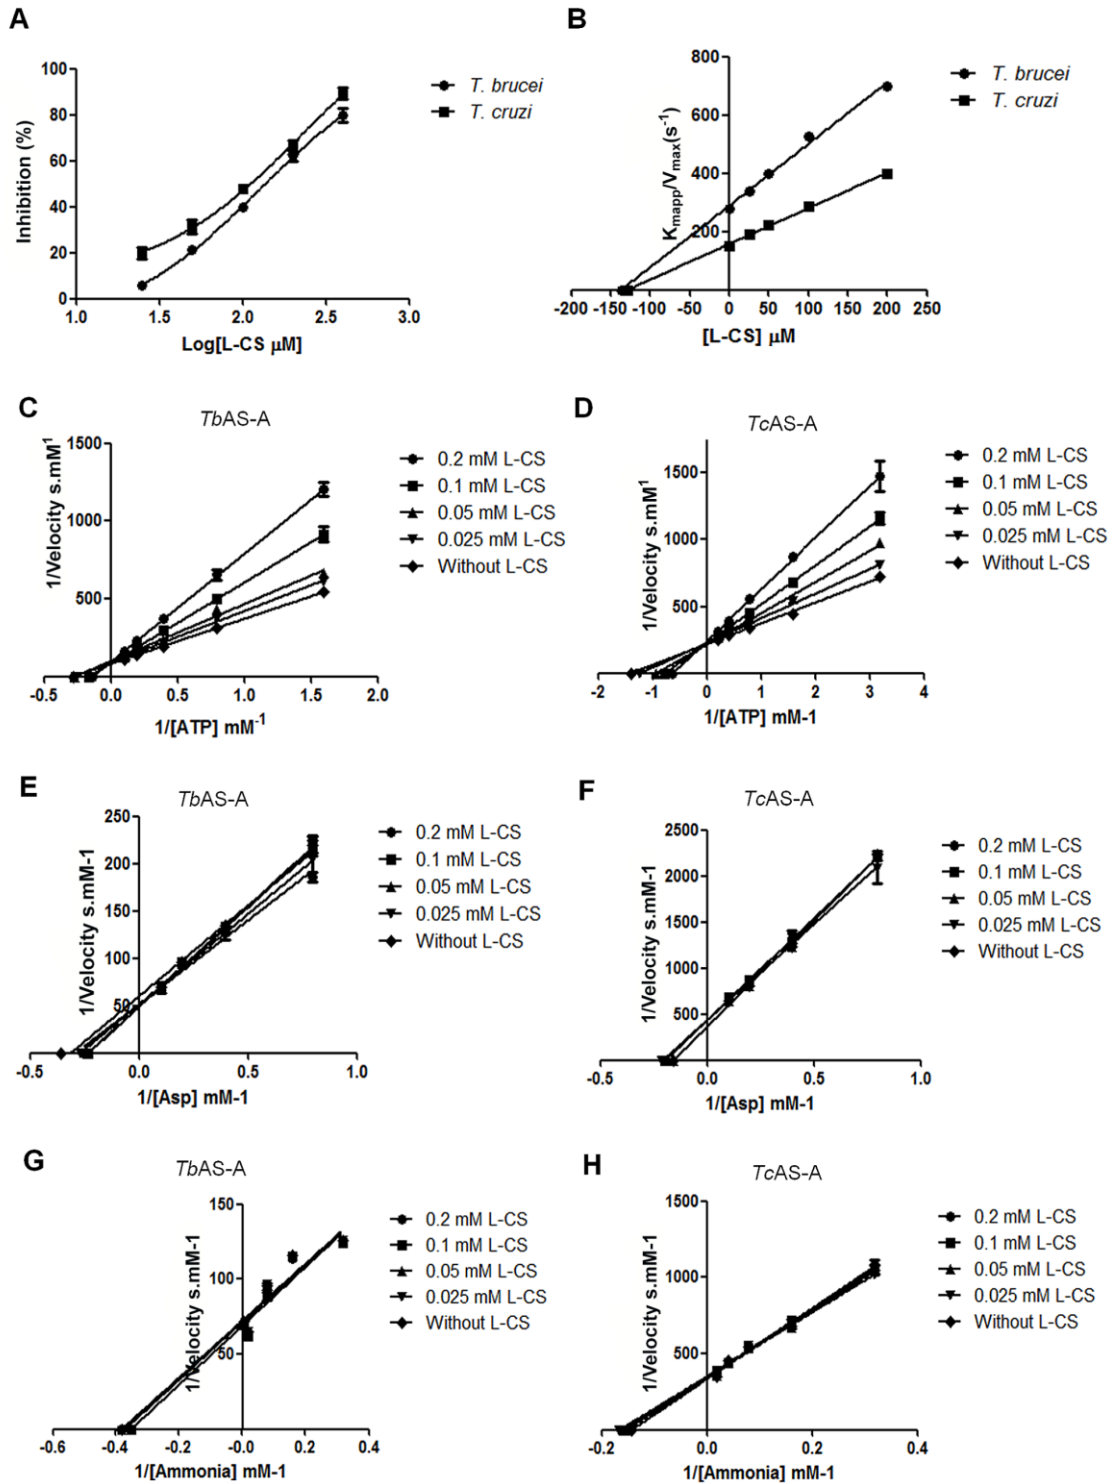 A
Inhibition (%)
100
80
60
40
20
0
1.0 1.5 2.0 2.5 3.0
Log[L-CS μM]
T. brucei
T. cruzi
B
Kmapp/Vmax(s-1)
800
600
400
200
-200 -150 -100 -50 0 50 100 150 200 250
[L-CS] μM
T. brucei
T. cruzi
C
TbAS-A
1/Velocity s.mM1
1500
1000
500
-0.5 0.0 0.5 1.0 1.5 2.0
1/[ATP] mM-1
0.2 mM L-CS
0.1 mM L-CS
0.05 mM L-CS
0.025 mM L-CS
Without L-CS
D
TcAS-A
1/Velocity s.mM1
1500
1000
500
-2 -1 0 1 2 3 4
1/[ATP] mM-1
0.2 mM L-CS
0.1 mM L-CS
0.05 mM L-CS
0.025 mM L-CS
Without L-CS
E
TbAS-A
1/Velocity s.mM-1
250
200
150
100
50
-0.5 0.0 0.5 1.0
1/[Asp] mM-1
0.2 mM L-CS
0.1 mM L-CS
0.05 mM L-CS
0.025 mM L-CS
Without L-CS
F
TcAS-A
1/Velocity s.mM-1
2500
2000
1500
1000
500
-0.5 0.0 0.5 1.0
1/[Asp] mM-1
0.2 mM L-CS
0.1 mM L-CS
0.05 mM L-CS
0.025 mM L-CS
Without L-CS
G
TbAS-A
1/Velocity s.mM-1
150
100
50
-0.6 -0.4 -0.2 -0.0 0.2 0.4
1/[Ammonia] mM-1
0.2 mM L-CS
0.1 mM L-CS
0.05 mM L-CS
0.025 mM L-CS
Without L-CS
H
TcAS-A
1/Velocity s.mM-1
1500
1000
500
-0.2 0.0 0.2 0.4
1/[Ammonia] mM-1
0.2 mM L-CS
0.1 mM L-CS
0.05 mM L-CS
0.025 mM L-CS
Without L-CS